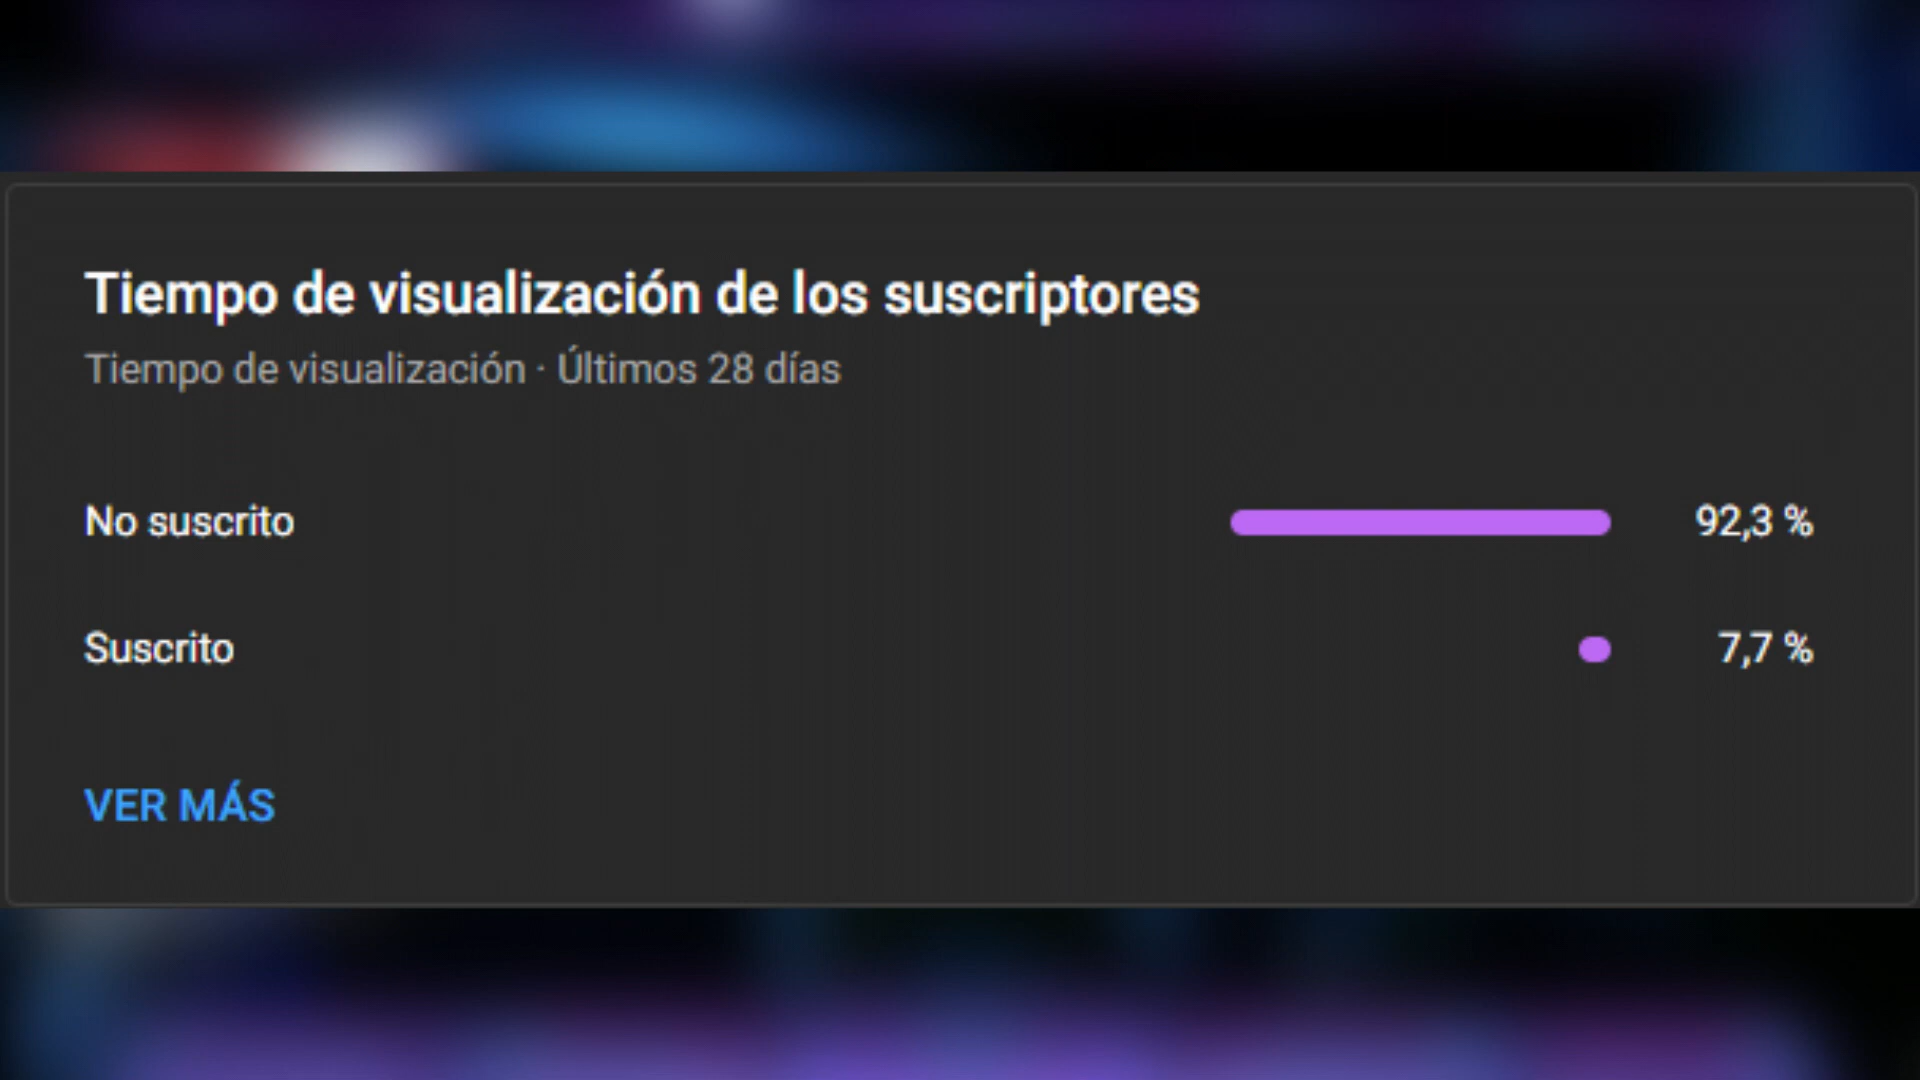 Tiempo de visualización de los suscriptores
Tiempo de visualización · Últimos 28 días
No suscrito 92,3 %
Suscrito 7,7 %
VER MÁS